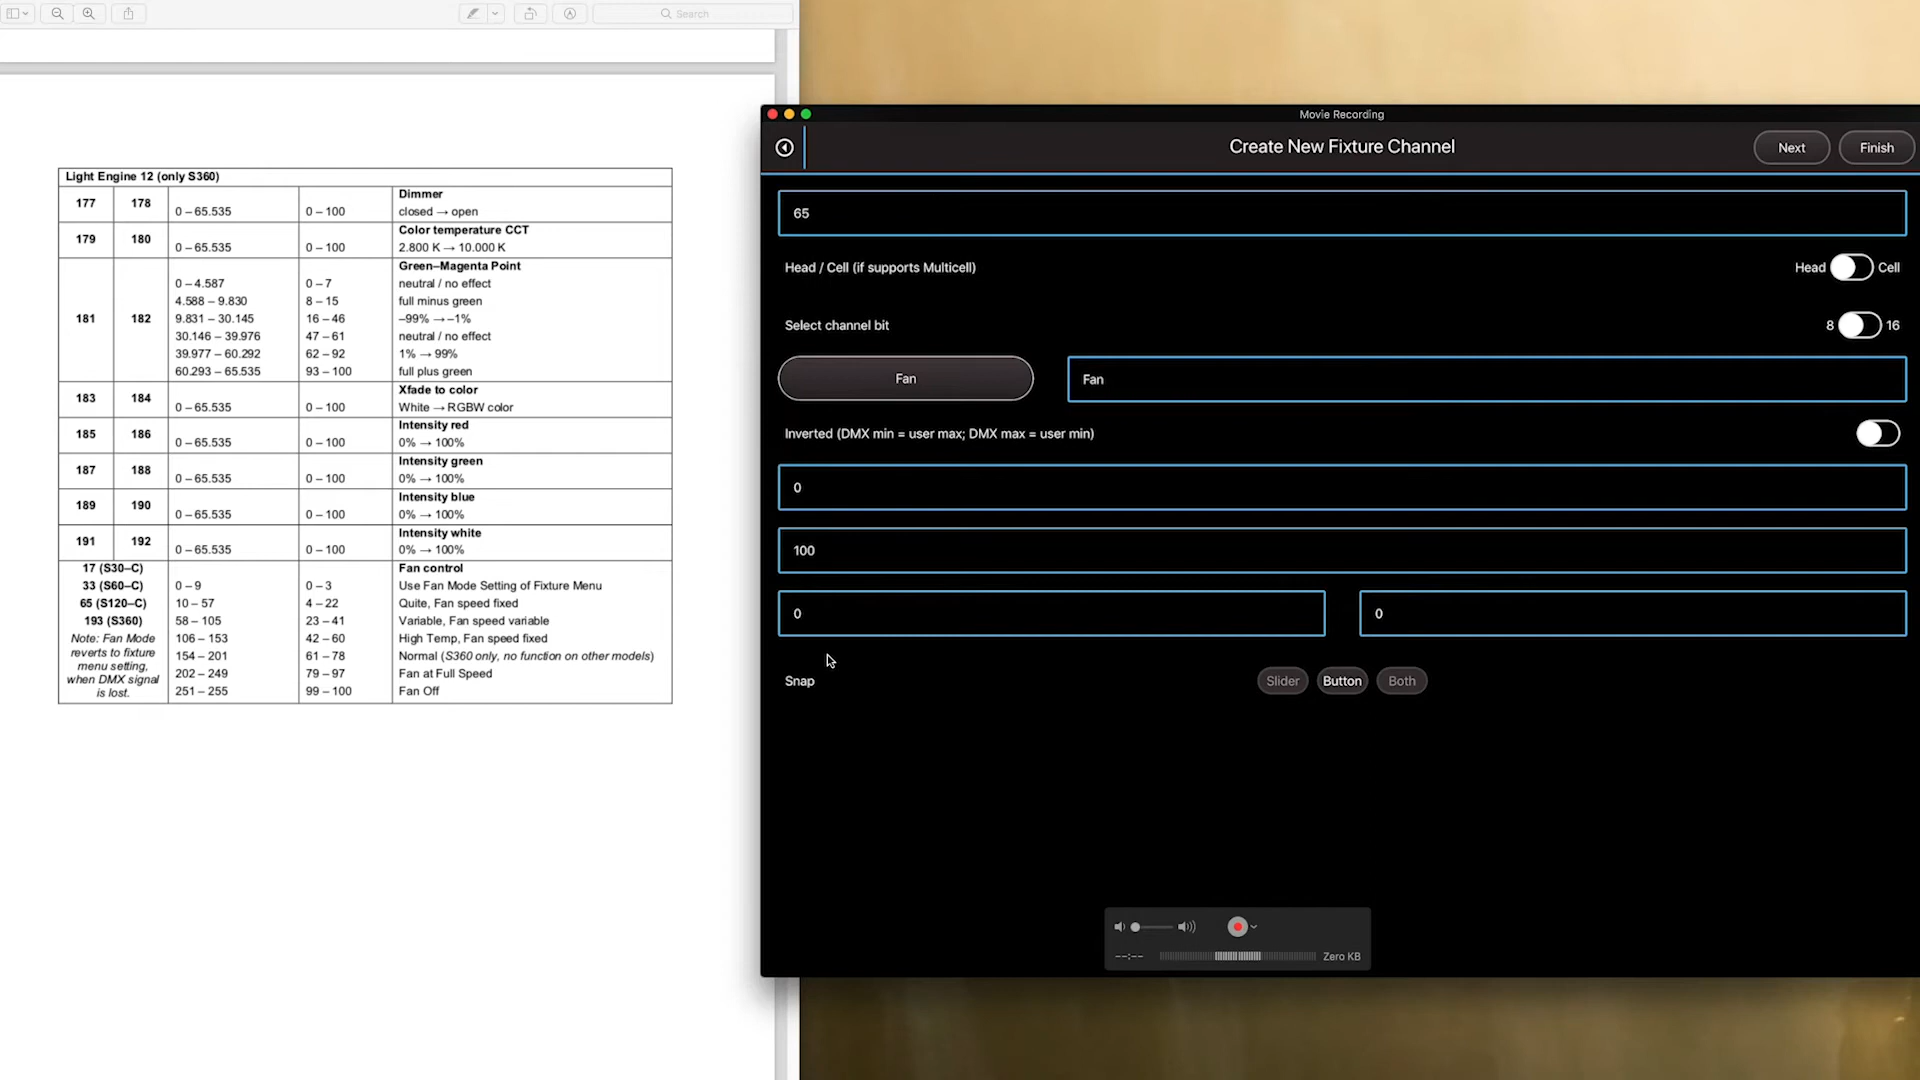 Search
Light Engine 12 (only S360)
177 178 0 – 65.535 0 – 100 Dimmer
closed → open
179 180 0 – 65.535 0 – 100 Color temperature CCT
2.800 K → 10.000 K
181 182 Green–Magenta Point
0 – 4.587 0 – 7 neutral / no effect
4.588 – 9.830 8 – 15 full minus green
9.831 – 30.145 16 – 46 –99% → –1%
30.146 – 39.976 47 – 61 neutral / no effect
39.977 – 60.292 62 – 92 1% → 99%
60.293 – 65.535 93 – 100 full plus green
183 184 0 – 65.535 0 – 100 Xfade to color
White → RGBW color
185 186 0 – 65.535 0 – 100 Intensity red
0% → 100%
187 188 0 – 65.535 0 – 100 Intensity green
0% → 100%
189 190 0 – 65.535 0 – 100 Intensity blue
0% → 100%
191 192 0 – 65.535 0 – 100 Intensity white
0% → 100%
17 (S30–C) Fan control
33 (S60–C) 0 – 9 0 – 3 Use Fan Mode Setting of Fixture Menu
65 (S120–C) 10 – 57 4 – 22 Quite, Fan speed fixed
193 (S360) 58 – 105 23 – 41 Variable, Fan speed variable
Note: Fan Mode 106 – 153 42 – 60 High Temp, Fan speed fixed
reverts to fixture 154 – 201 61 – 78 Normal (S360 only, no function on other models)
menu setting,
when DMX signal 202 – 249 79 – 97 Fan at Full Speed
is lost. 251 – 255 99 – 100 Fan Off
Movie Recording
Create New Fixture Channel
Next
Finish
65
Head / Cell (if supports Multicell) Head Cell
Select channel bit 8 16
Fan Fan
Inverted (DMX min = user max; DMX max = user min)
0
100
0 0
Snap Slider Button Both
--:-- Zero KB